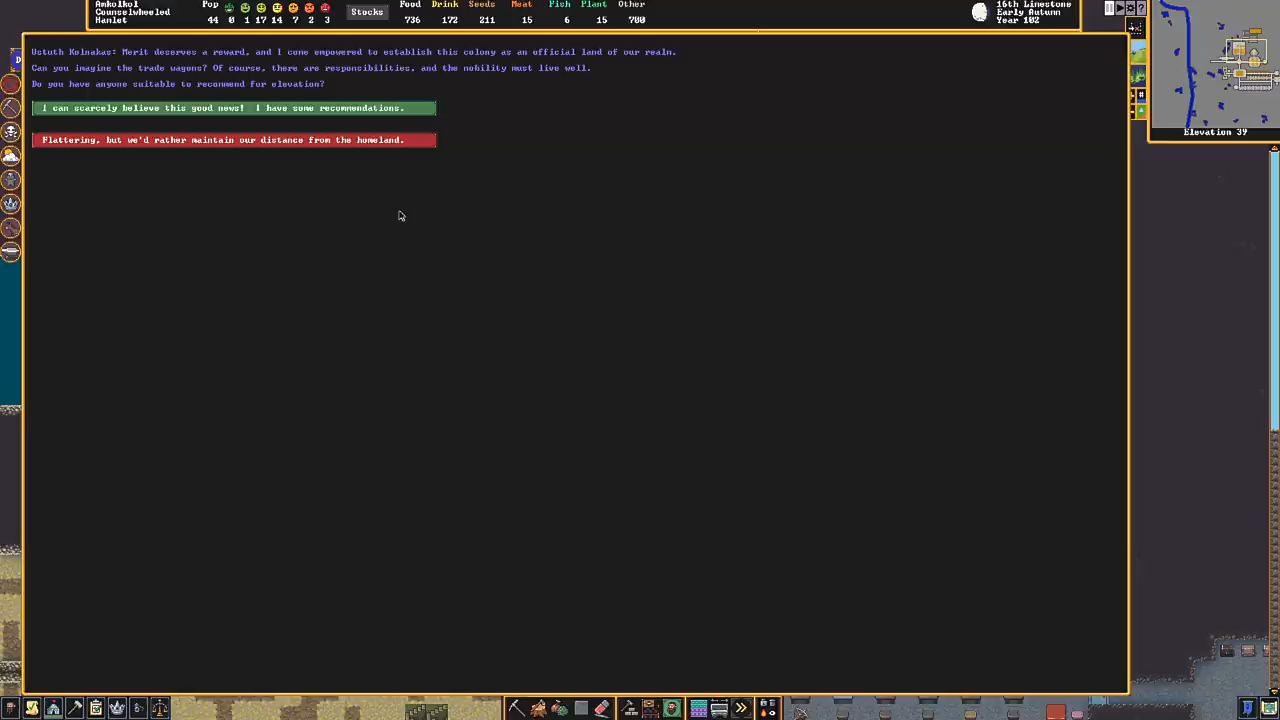 Amkolkol
Counselwheeled
Hamlet
Pop
44 0 1 17 14 7 2 3
Stocks
Food Drink Seeds Meat Fish Plant Other
736 172 211 15 6 15 700
16th Limestone
Early Autumn
Year 102
Elevation 39
Ustuth Kolnakas: Merit deserves a reward, and I come empowered to establish this colony as an official land of our realm.
Can you imagine the trade wagons? Of course, there are responsibilities, and the nobility must live well.
Do you have anyone suitable to recommend for elevation?
I can scarcely believe this good news!  I have some recommendations.
Flattering, but we'd rather maintain our distance from the homeland.